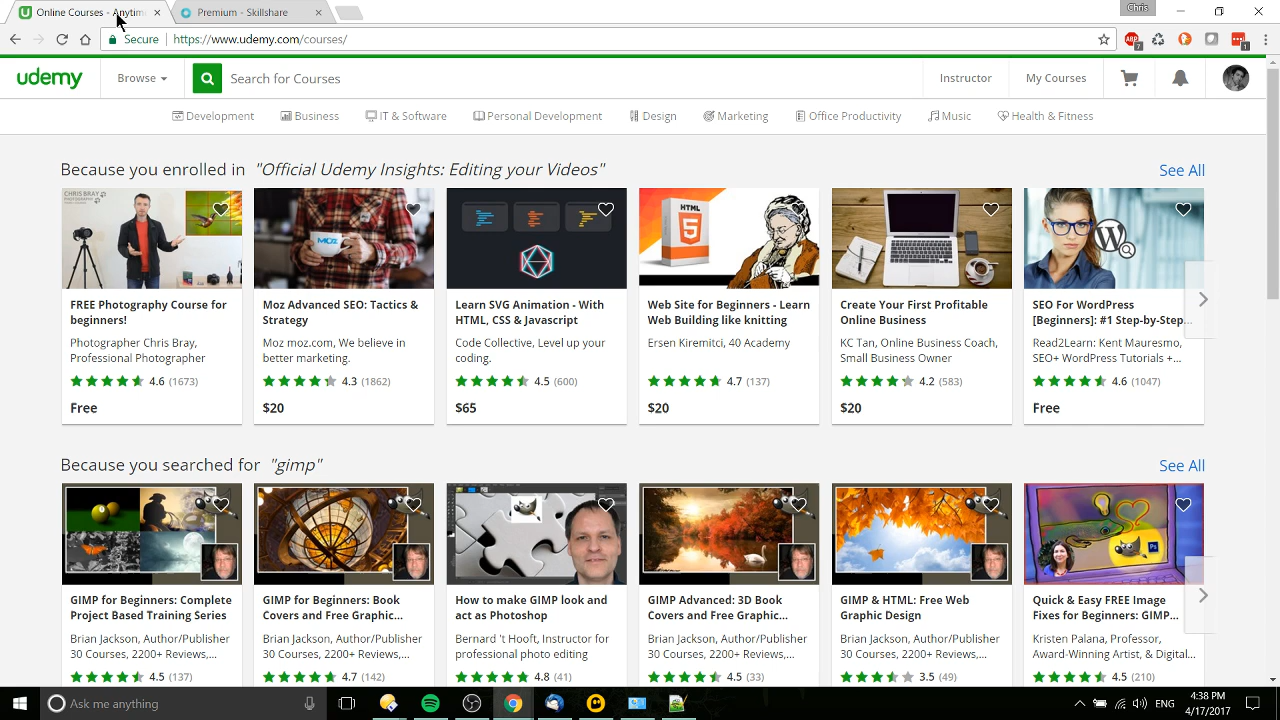 Online Courses - Anytim
Premium - Skillshare
Chris
Secure
https://www.udemy.com/courses/
7
1
udemy
Browse
Search for Courses
Instructor
My Courses
Development
Business
IT & Software
Personal Development
Design
Marketing
Office Productivity
Music
Health & Fitness
Because you enrolled in "Official Udemy Insights: Editing your Videos"
See All
CHRIS BRAY
PHOTOGRAPHY
FREE Photography Course for
beginners!
Photographer Chris Bray,
Professional Photographer
4.6 (1673)
Free
MOZ
Moz Advanced SEO: Tactics &
Strategy
Moz moz.com, We believe in
better marketing.
4.3 (1862)
$20
Learn SVG Animation - With
HTML, CSS & Javascript
Code Collective, Level up your
coding.
4.5 (600)
$65
HTML
5
Web Site for Beginners - Learn
Web Building like knitting
Ersen Kiremitci, 40 Academy
4.7 (137)
$20
Create Your First Profitable
Online Business
KC Tan, Online Business Coach,
Small Business Owner
4.2 (583)
$20
SEO For WordPress
[Beginners]: #1 Step-by-Step...
Read2Learn: Kent Mauresmo,
SEO+ WordPress Tutorials +...
4.6 (1047)
Free
Because you searched for "gimp"
See All
GIMP for Beginners: Complete
Project Based Training Series
Brian Jackson, Author/Publisher
30 Courses, 2200+ Reviews,...
4.5 (137)
GIMP for Beginners: Book
Covers and Free Graphic...
Brian Jackson, Author/Publisher
30 Courses, 2200+ Reviews,...
4.7 (142)
How to make GIMP look and
act as Photoshop
Bernard 't Hooft, Instructor for
professional photo editing
4.8 (41)
GIMP Advanced: 3D Book
Covers and Free Graphic...
Brian Jackson, Author/Publisher
30 Courses, 2200+ Reviews,...
4.5 (33)
GIMP & HTML: Free Web
Graphic Design
Brian Jackson, Author/Publisher
30 Courses, 2200+ Reviews,...
3.5 (49)
Ps
Quick & Easy FREE Image
Fixes for Beginners: GIMP...
Kristen Palana, Professor,
Award-Winning Artist, & Digital...
4.5 (210)
Ask me anything
ENG
4:38 PM
4/17/2017